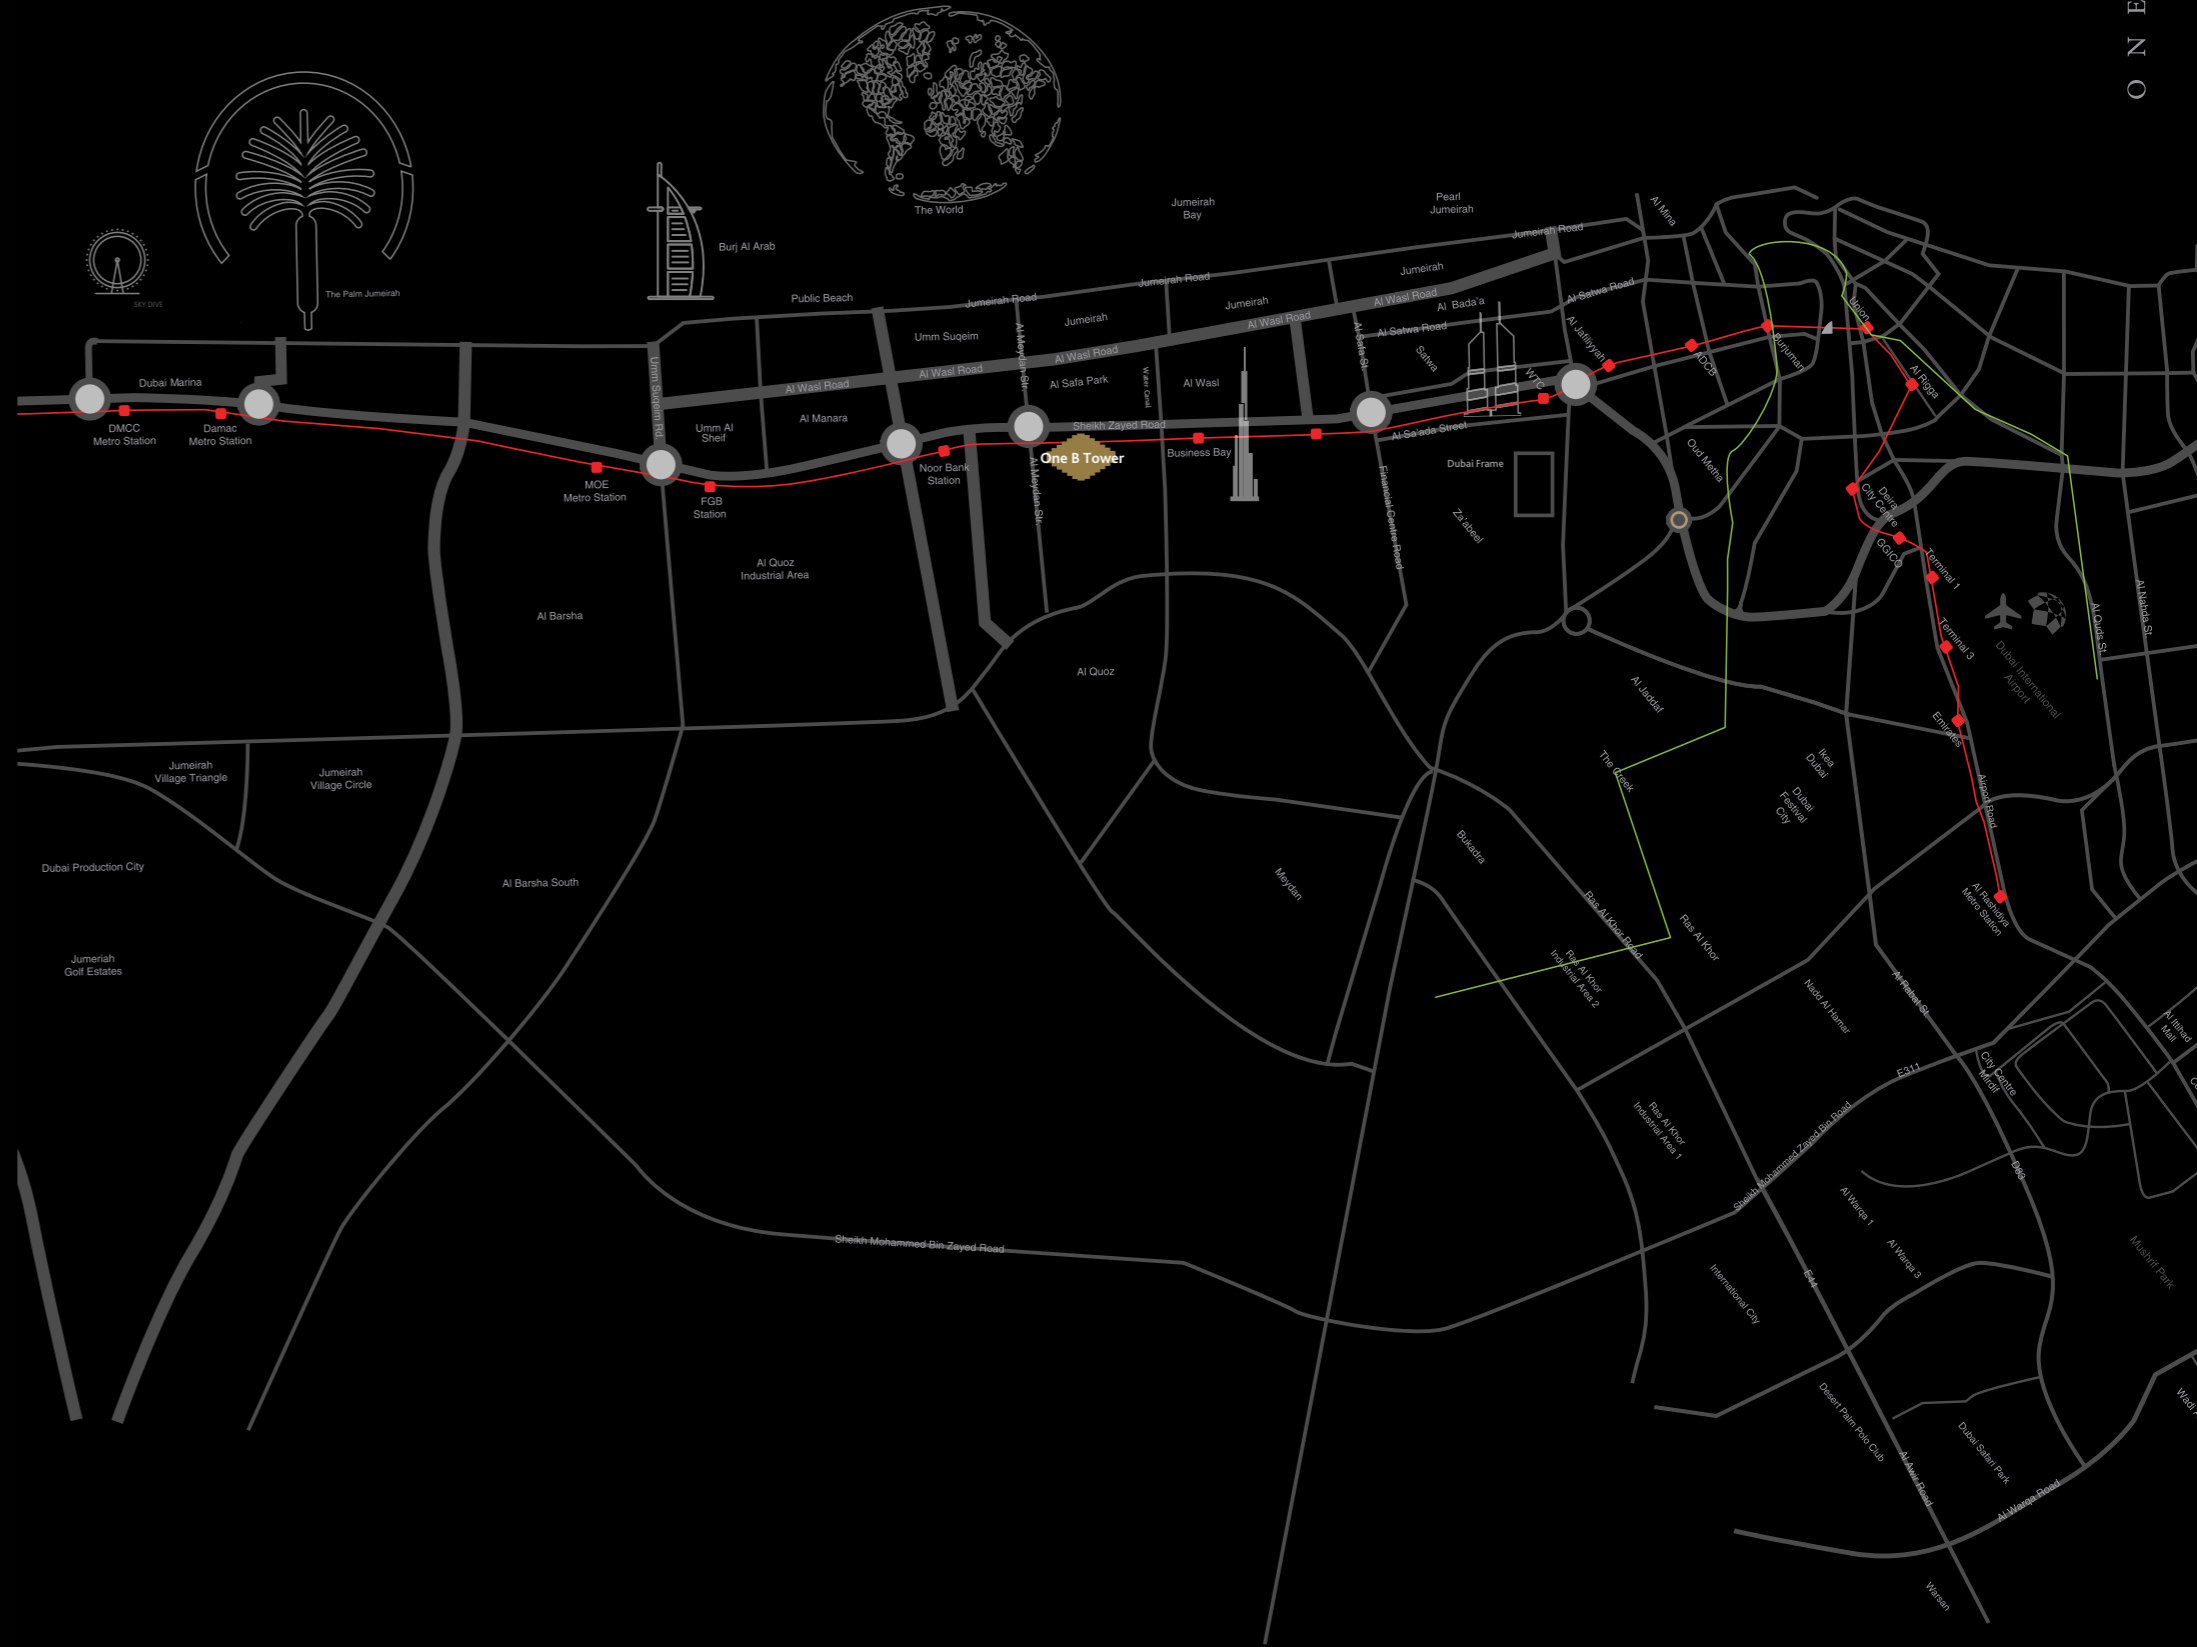 ONE
The World
Jumeirah
Bay
Pearl
Jumeirah
Al Mina
Burj Al Arab
Jumeirah Road
SKY DIVE
The Palm Jumeirah
Public Beach
Jumeirah Road
Jumeirah Road
Jumeirah
Jumeirah
Jumeirah
Al Wasl Road
Al Wasl Road
Al Wasl Road
Al Wasl Road
Al Wasl Road
Al Bada'a
Al Satwa Road
Al Satwa Road
Umm Suqeim
Al Meydan Str.
Al Safa St.
Satwa
Al Jafiliyyah
WTC
ADCB
Burjuman
Union
Al Rigga
Umm Suqeim Rd.
Dubai Marina
Al Safa Park
Water Canal
Al Wasl
Al Manara
Umm Al
Sheif
DMCC
Metro Station
Damac
Metro Station
Sheikh Zayed Road
Al Sa'ada Street
One B Tower
Business Bay
Noor Bank
Station
MOE
Metro Station
FGB
Station
Al Meydan Str.
Financial Centre Road
Dubai Frame
Za'abeel
Oud Metha
Deira
City Centre
GGICO
Terminal 1
Terminal 3
Emirates
Dubai International
Airport
Al Quds St.
Al Nahda St.
Al Quoz
Industrial Area
Al Barsha
Al Quoz
Al Jaddaf
The Creek
Ikea
Dubai
Dubai
Festival
City
Airport Road
Jumeirah
Village Triangle
Jumeirah
Village Circle
Dubai Production City
Al Barsha South
Meydan
Bukadra
Ras Al Khor Road
Ras Al Khor
Al Rashidiya
Metro Station
Jumeriah
Golf Estates
Ras Al Khor
Industrial Area 2
Nadd Al Hamar
Al Rabat St.
Al Ittihad
Mall
E311
City Centre
Mirdif
Ras Al Khor
Industrial Area 1
Sheikh Mohammed Zayed Bin Road
D83
Al Warqa 1
Al Warqa 3
Mushrif Park
Sheikh Mohammed Bin Zayed Road
International City
E44
Desert Palm Polo Club
Dubai Safari Park
Al Awir Road
Al Warqa Road
Wadi
Warsan